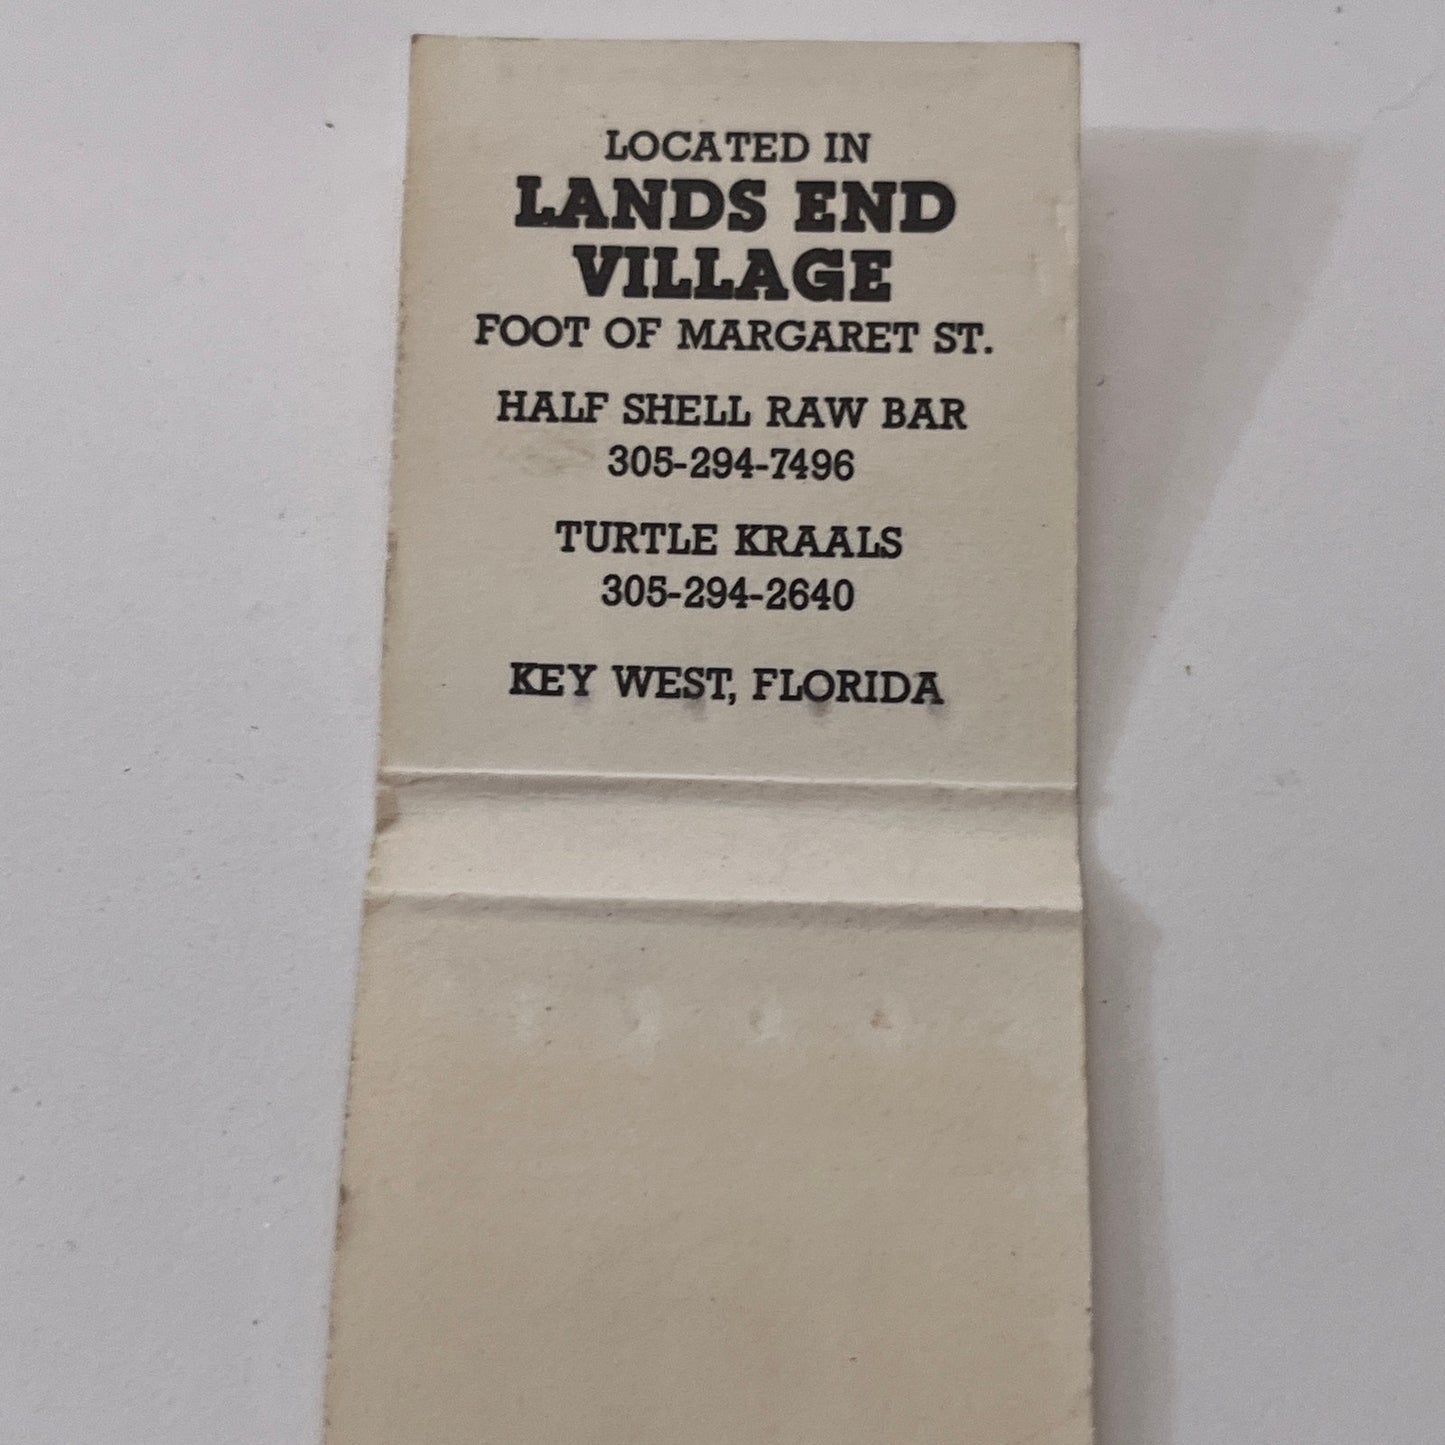 LOCATED IN
LANDS END
VILLAGE
FOOT OF MARGARET ST.
HALF SHELL RAW BAR
305-294-7496
TURTLE KRAALS
305-294-2640
KEY WEST, FLORIDA